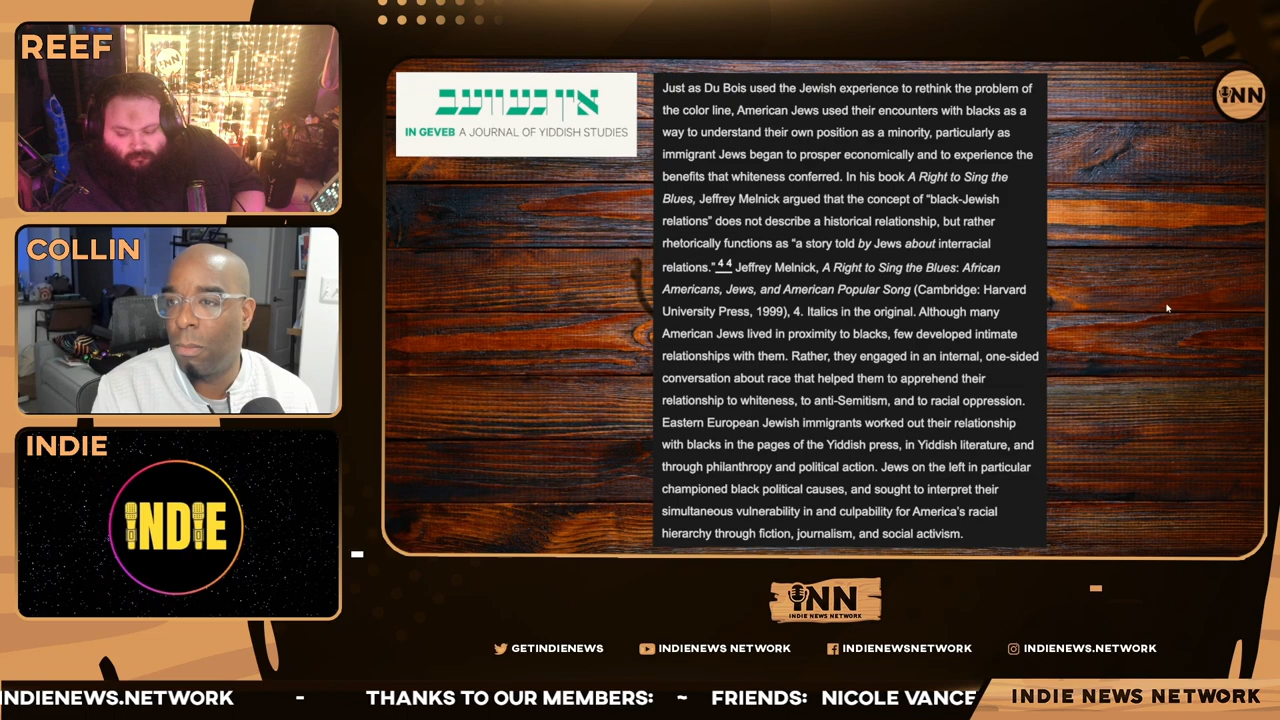 REEF
INN
COLLIN
INDIE
INDIE
אין געוועב
IN GEVEB A JOURNAL OF YIDDISH STUDIES
Just as Du Bois used the Jewish experience to rethink the problem of
the color line, American Jews used their encounters with blacks as a
way to understand their own position as a minority, particularly as
immigrant Jews began to prosper economically and to experience the
benefits that whiteness conferred. In his book A Right to Sing the
Blues, Jeffrey Melnick argued that the concept of “black-Jewish
relations” does not describe a historical relationship, but rather
rhetorically functions as “a story told by Jews about interracial
relations.”44 Jeffrey Melnick, A Right to Sing the Blues: African
Americans, Jews, and American Popular Song (Cambridge: Harvard
University Press, 1999), 4. Italics in the original. Although many
American Jews lived in proximity to blacks, few developed intimate
relationships with them. Rather, they engaged in an internal, one-sided
conversation about race that helped them to apprehend their
relationship to whiteness, to anti-Semitism, and to racial oppression.
Eastern European Jewish immigrants worked out their relationship
with blacks in the pages of the Yiddish press, in Yiddish literature, and
through philanthropy and political action. Jews on the left in particular
championed black political causes, and sought to interpret their
simultaneous vulnerability in and culpability for America’s racial
hierarchy through fiction, journalism, and social activism.
INN
INN
INDIE NEWS NETWORK
GETINDIENEWS INDIENEWS NETWORK INDIENEWSNETWORK INDIENEWS.NETWORK
INDIENEWS.NETWORK - THANKS TO OUR MEMBERS: ~ FRIENDS: NICOLE VANCE
INDIE NEWS NETWORK